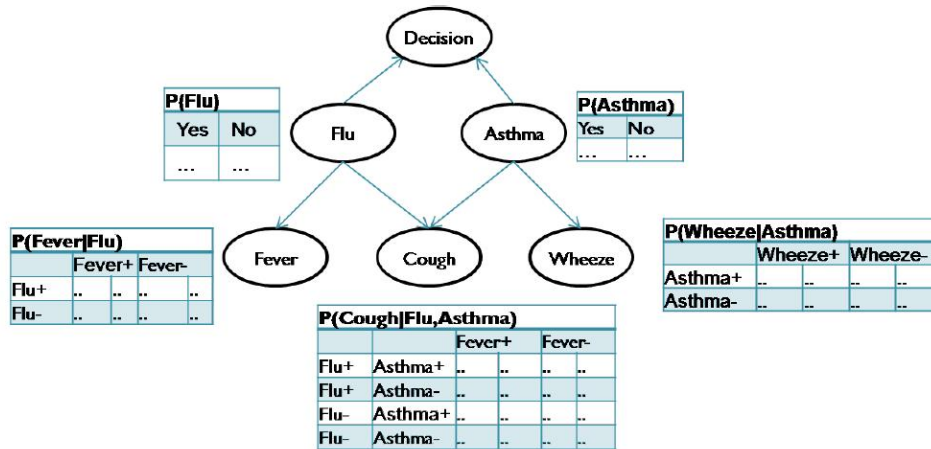 Decision
P(Flu)
Yes No
... ...
Flu
Asthma
P(Asthma)
Yes No
... ...
Fever
Cough
Wheeze
P(Fever|Flu)
Fever+ Fever-
Flu+ .. .. .. ..
Flu- .. .. .. ..
P(Cough|Flu,Asthma)
Fever+ Fever-
Flu+ Asthma+ .. .. .. ..
Flu+ Asthma- .. .. .. ..
Flu- Asthma+ .. .. .. ..
Flu- Asthma- .. .. .. ..
P(Wheeze|Asthma)
Wheeze+ Wheeze-
Asthma+ .. .. .. ..
Asthma- .. .. .. ..